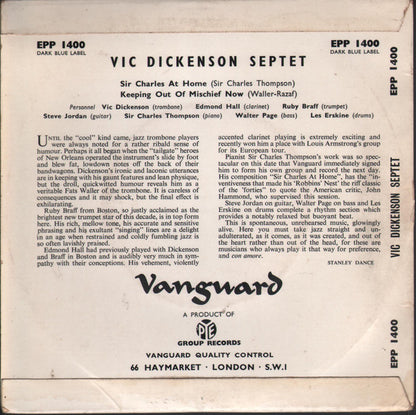 EPP 1400
DARK BLUE LABEL
EPP 1400
DARK BLUE LABEL
VIC DICKENSON SEPTET
Sir Charles At Home (Sir Charles Thompson)
Keeping Out Of Mischief Now (Waller-Razaf)
Personnel Vic Dickenson (trombone) Edmond Hall (clarinet) Ruby Braff (trumpet)
Steve Jordan (guitar) Sir Charles Thompson (piano) Walter Page (bass) Les Erskine (drums)
UNTIL the "cool" kind came, jazz trombone players
were always noted for a rather ribald sense of
humour. Perhaps it all began when the "tailgate" heroes
of New Orleans operated the instrument's slide by foot
and blew fat, lowdown notes off the back of their
bandwagons. Dickenson's ironic and laconic utterances
are in keeping with his gaunt features and lean physique,
but the droll, quickwitted humour reveals him as a
veritable Fats Waller of the trombone. It is careless of
consequences and it may shock, but the final effect is
exhilarating.
Ruby Braff from Boston, so justly acclaimed as the
brightest new trumpet star of this decade, is in top form
here. His rich, mellow tone, his accurate and sensitive
phrasing and his exultant "singing" lines are a delight
in an age when restrained and coldly fumbling jazz is
so often lavishly praised.
Edmond Hall had previously played with Dickenson
and Braff in Boston and is audibly very much in sym-
pathy with their conceptions. His vehement, violently
accented clarinet playing is extremely exciting and
recently won him a place with Louis Armstrong's group
for its European tour.
Pianist Sir Charles Thompson's work was so spec-
tacular on this date that Vanguard immediately signed
him to form his own group and record the next day.
His composition "Sir Charles At Home", has the "in-
ventiveness that made his 'Robbins' Nest' the riff classic
of the 'forties" to quote the American critic, John
Hammond, who supervised this session.
Steve Jordan on guitar, Walter Page on bass and Les
Erskine on drums complete a rhythm section which
provides a notably relaxed but buoyant beat.
This is spontaneous, unrehearsed music, glowingly
alive. Here you must take jazz straight and un-
adulterated, as it comes, as it was created, and out of
the heart rather than out of the head, for these are
musicians who always play it that way for preference,
and con amore.
STANLEY DANCE
Vanguard
A PRODUCT OF
PYE
GROUP RECORDS
VANGUARD QUALITY CONTROL
66 HAYMARKET · LONDON · S.W.1
EPP 1400
VIC DICKENSON SEPTET
EPP 1400